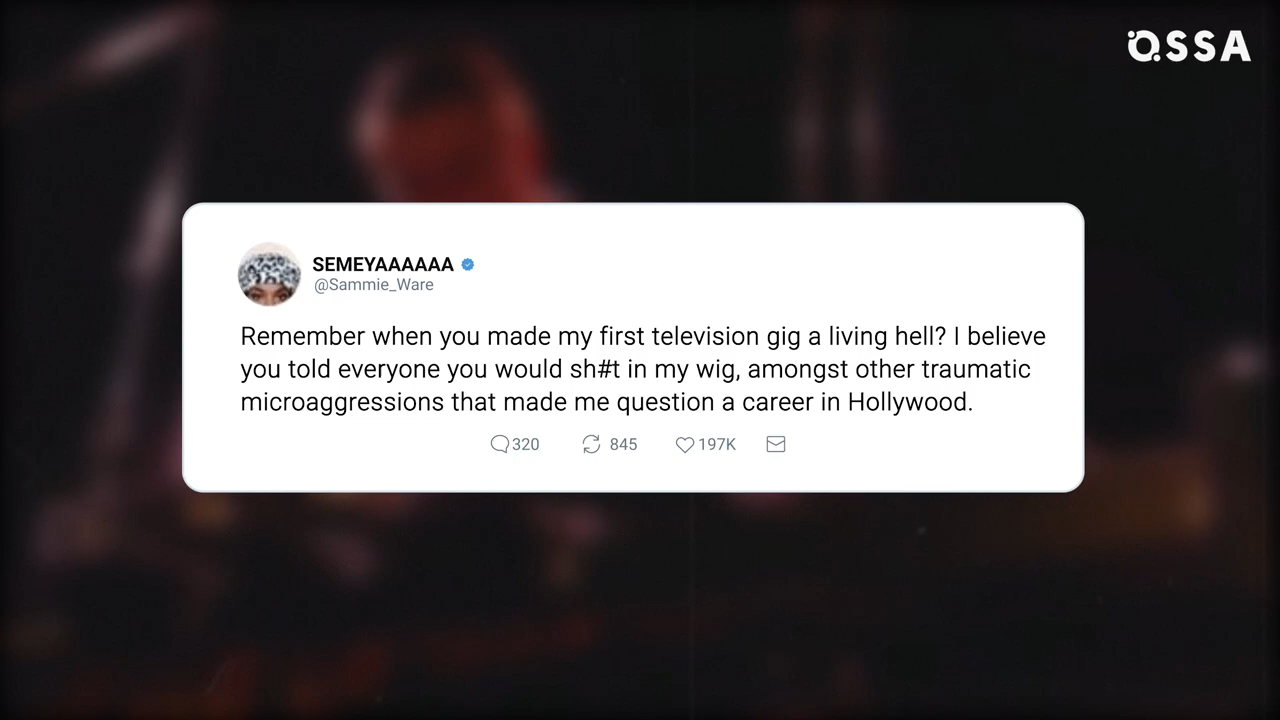 OSSA
SEMEYAAAAAA
@Sammie_Ware
Remember when you made my first television gig a living hell? I believe
you told everyone you would sh#t in my wig, amongst other traumatic
microaggressions that made me question a career in Hollywood.
320 845 197K